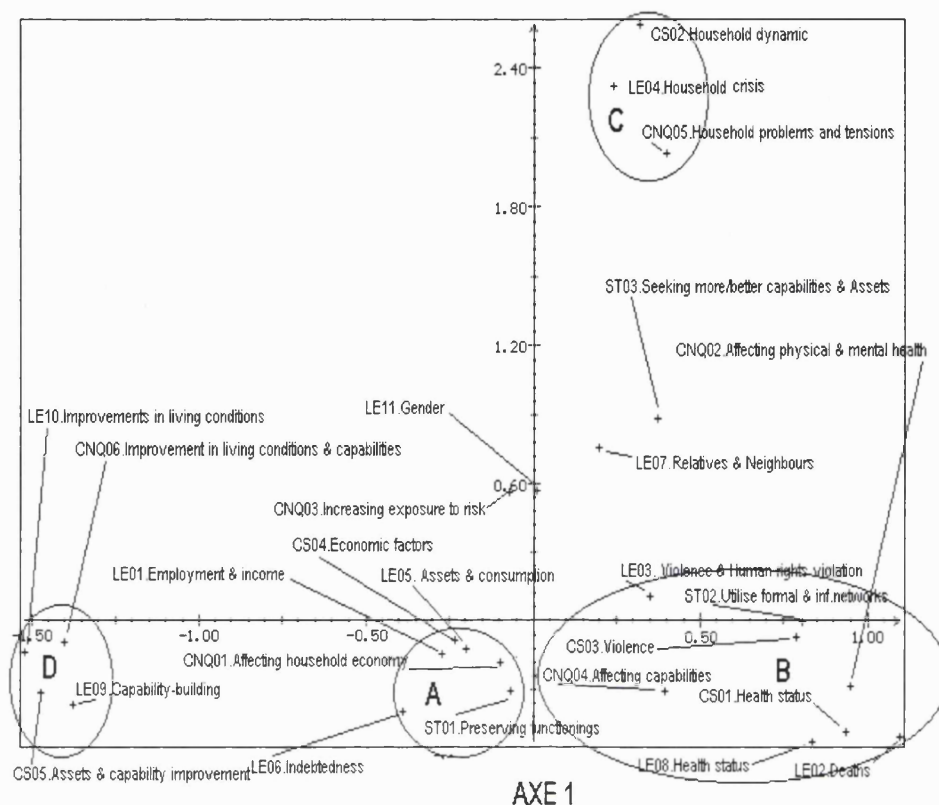 CS02.Household dynamic
2.40
LE04.Household crisis
C
CNQ05.Household problems and tensions
1.80
ST03.Seeking more/better capabilities & Assets
1.20
CNQ02.Affecting physical & mental health
LE10.Improvements in living conditions
LE11.Gender
CNQ06.Improvement in living conditions & capabilities
LE07.Relatives & Neighbours
0.60
CNQ03.Increasing exposure to risk
CS04.Economic factors
LE01.Employment & income
LE05. Assets & consumption
LE03. Violence & Human rights violation
ST02.Utilise formal & inf.networks
-1.50
-1.00
-0.50
0.50
1.00
CS03.Violence
D
CNQ01.Affecting household economy
B
CNQ04.Affecting capabilities
LE09.Capability-building
A
CS01.Health status
ST01.Preserving functionings
CS05.Assets & capability improvement
LE06.Indebtedness
LE08.Health status
LE02.Deaths
AXE 1